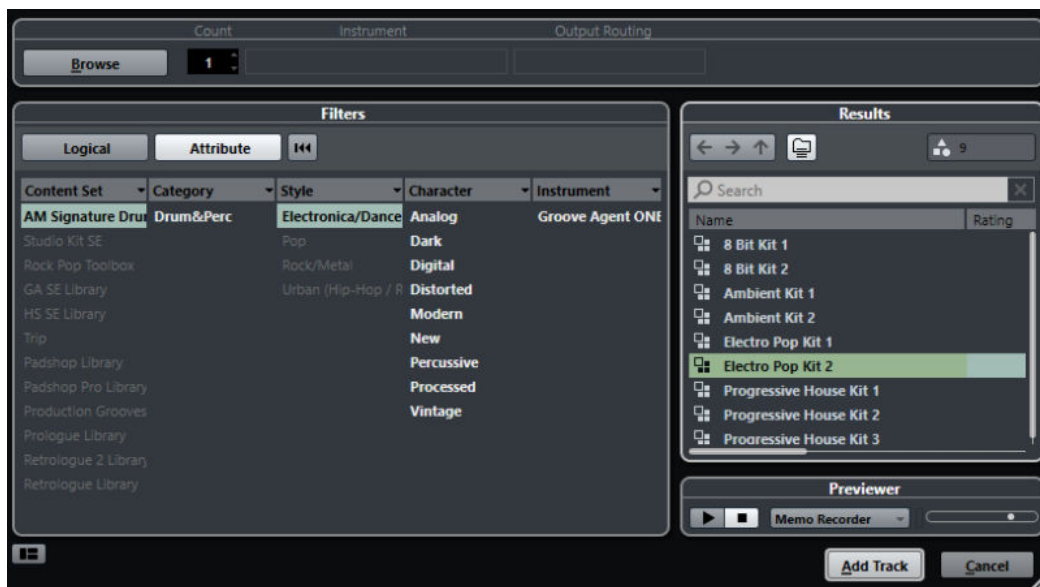 Count Instrument Output Routing
Browse 1
Filters
Logical Attribute
Content Set Category Style Character Instrument
AM Signature Dru Drum&Perc Electronica/Dance Analog Groove Agent ONE
Studio Kit SE Pop Dark
Rock Pop Toolbox Rock/Metal Digital
GA SE Library Urban (Hip-Hop / R Distorted
HS SE Library Modern
Trip New
Padshop Library Percussive
Padshop Pro Library Processed
Production Grooves Vintage
Prologue Library
Retrologue 2 Library
Retrologue Library
Results
9
Search
Name Rating
8 Bit Kit 1
8 Bit Kit 2
Ambient Kit 1
Ambient Kit 2
Electro Pop Kit 1
Electro Pop Kit 2
Progressive House Kit 1
Progressive House Kit 2
Progressive House Kit 3
Previewer
Memo Recorder
Add Track Cancel